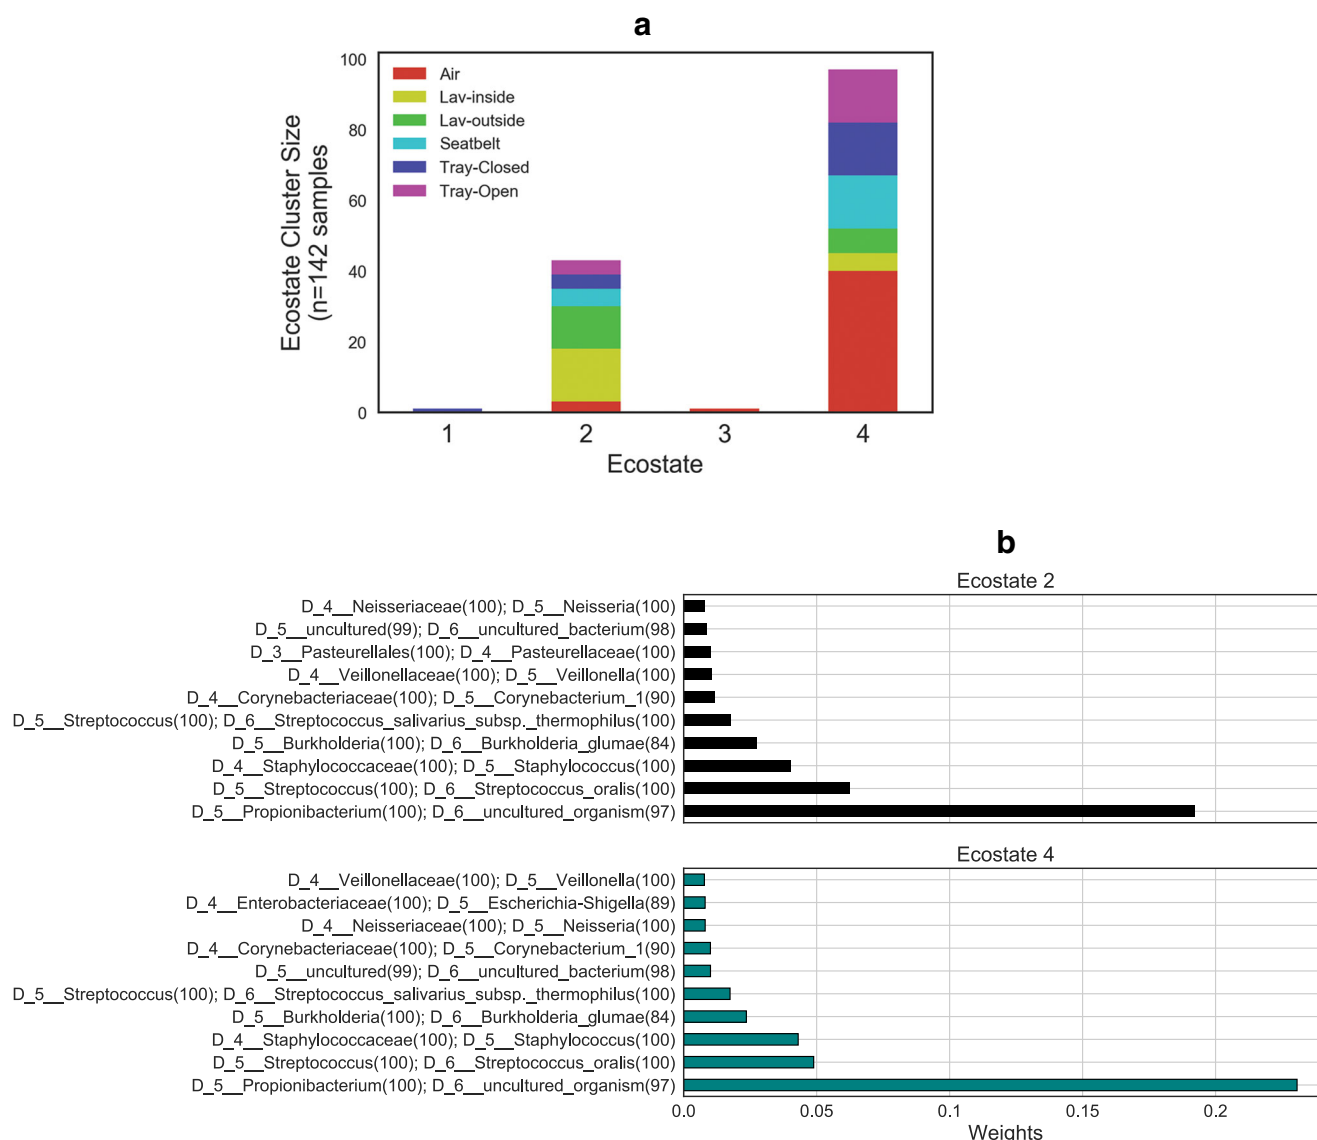 a
100
80
60
40
20
0
Ecostate Cluster Size
(n=142 samples
Air
Lav-inside
Lav-outside
Seatbelt
Tray-Closed
Tray-Open
1 2 3 4
Ecostate
b
Ecostate 2
D_4__Neisseriaceae(100); D_5__Neisseria(100)
D_5__uncultured(99); D_6__uncultured_bacterium(98)
D_3__Pasteurellales(100); D_4__Pasteurellaceae(100)
D_4__Veillonellaceae(100); D_5__Veillonella(100)
D_4__Corynebacteriaceae(100); D_5__Corynebacterium_1(90)
D_5__Streptococcus(100); D_6__Streptococcus_salivarius_subsp._thermophilus(100)
D_5__Burkholderia(100); D_6__Burkholderia_glumae(84)
D_4__Staphylococcaceae(100); D_5__Staphylococcus(100)
D_5__Streptococcus(100); D_6__Streptococcus_oralis(100)
D_5__Propionibacterium(100); D_6__uncultured_organism(97)
Ecostate 4
D_4__Veillonellaceae(100); D_5__Veillonella(100)
D_4__Enterobacteriaceae(100); D_5__Escherichia-Shigella(89)
D_4__Neisseriaceae(100); D_5__Neisseria(100)
D_4__Corynebacteriaceae(100); D_5__Corynebacterium_1(90)
D_5__uncultured(99); D_6__uncultured_bacterium(98)
D_5__Streptococcus(100); D_6__Streptococcus_salivarius_subsp._thermophilus(100)
D_5__Burkholderia(100); D_6__Burkholderia_glumae(84)
D_4__Staphylococcaceae(100); D_5__Staphylococcus(100)
D_5__Streptococcus(100); D_6__Streptococcus_oralis(100)
D_5__Propionibacterium(100); D_6__uncultured_organism(97)
0.0 0.05 0.1 0.15 0.2
Weights